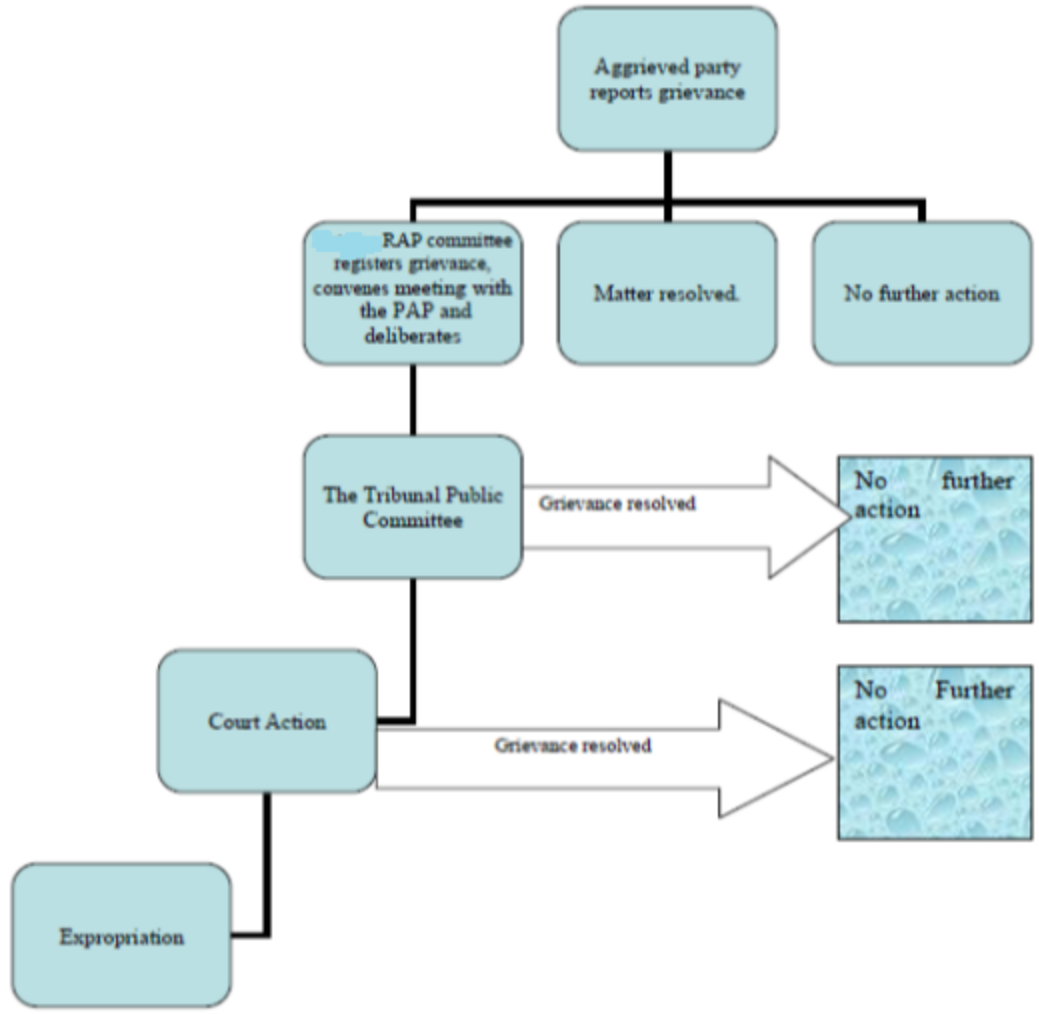 Aggrieved party
reports grievance
RAP committee
registers grievance,
convenes meeting with
the PAP and
deliberates
Matter resolved.
No further action
The Tribunal Public
Committee
Grievance resolved
No further
action
Court Action
Grievance resolved
No Further
action
Expropriation